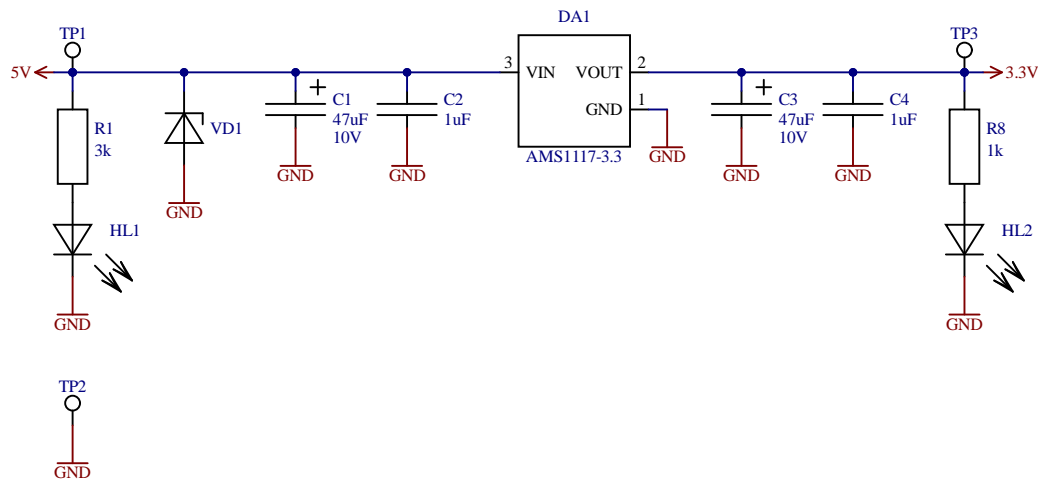 DA1
TP1
TP3
5V
3 VIN VOUT 2
3.3V
1
GND
C1
47uF
10V
C2
1uF
C3
47uF
10V
C4
1uF
R1
3k
VD1
R8
1k
AMS1117-3.3
GND
GND
GND
GND
GND
GND
HL1
HL2
GND
GND
TP2
GND